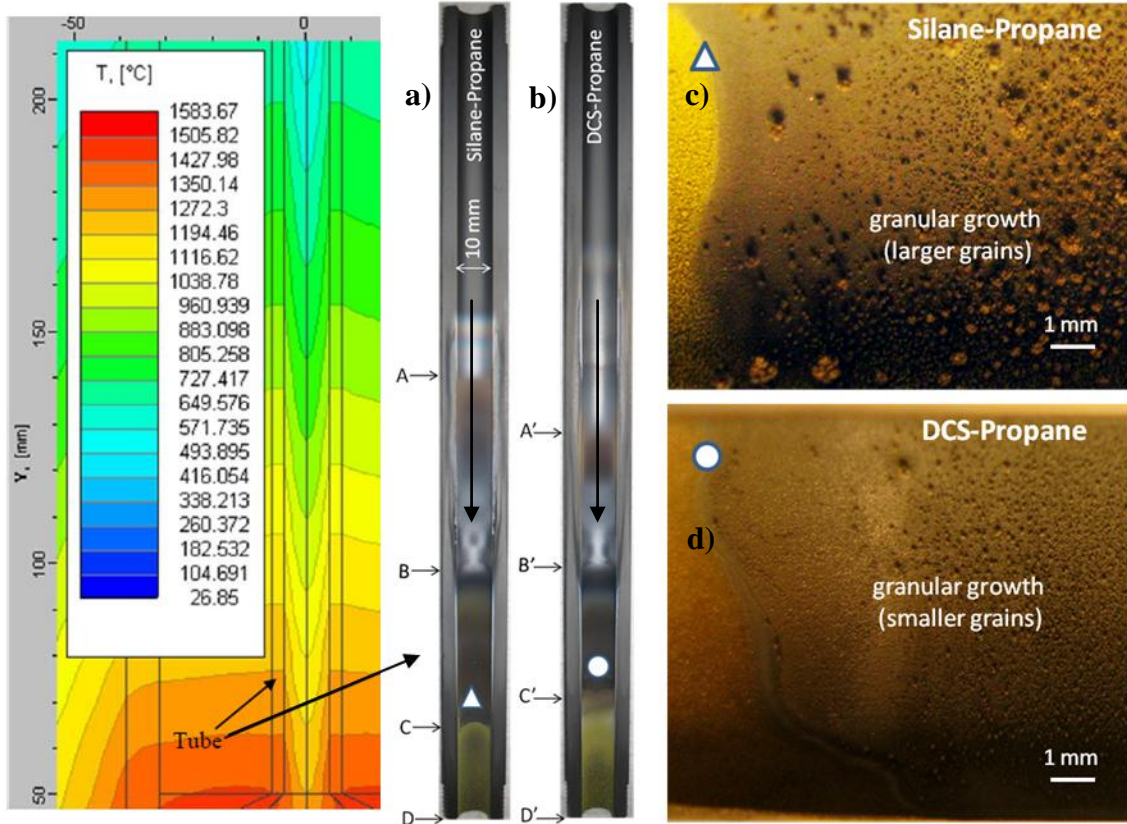 -50
0
T, [°C]
1583.67
1505.82
1427.98
1350.14
1272.3
1194.46
1116.62
1038.78
960.939
883.098
805.258
727.417
649.576
571.735
493.895
416.054
338.213
260.372
182.532
104.691
26.85
200
150
100
50
Y, [mm]
Tube
a)
Silane-Propane
10 mm
A
B
C
D
b)
DCS-Propane
A'
B'
C'
D'
Silane-Propane
c)
granular growth
(larger grains)
1 mm
DCS-Propane
d)
granular growth
(smaller grains)
1 mm